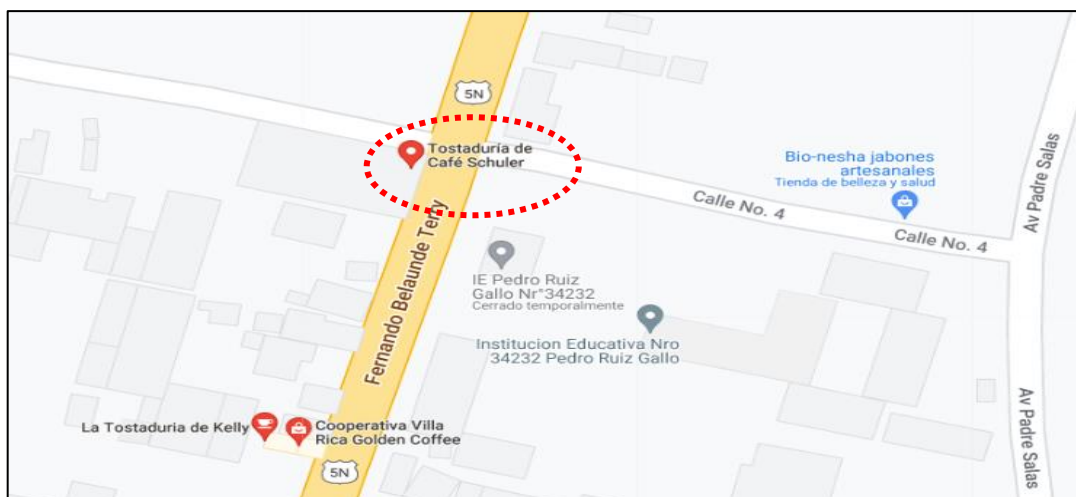 5N
Tostaduría de
Café Schuler
Bio-nesha jabones
artesanales
Tienda de belleza y salud
Av Padre Salas
Calle No. 4
Calle No. 4
Fernando Belaunde Terry
IE Pedro Ruiz
Gallo Nr°34232
Cerrado temporalmente
Institucion Educativa Nro
34232 Pedro Ruiz Gallo
Av Padre Salas
La Tostaduria de Kelly
Cooperativa Villa
Rica Golden Coffee
5N